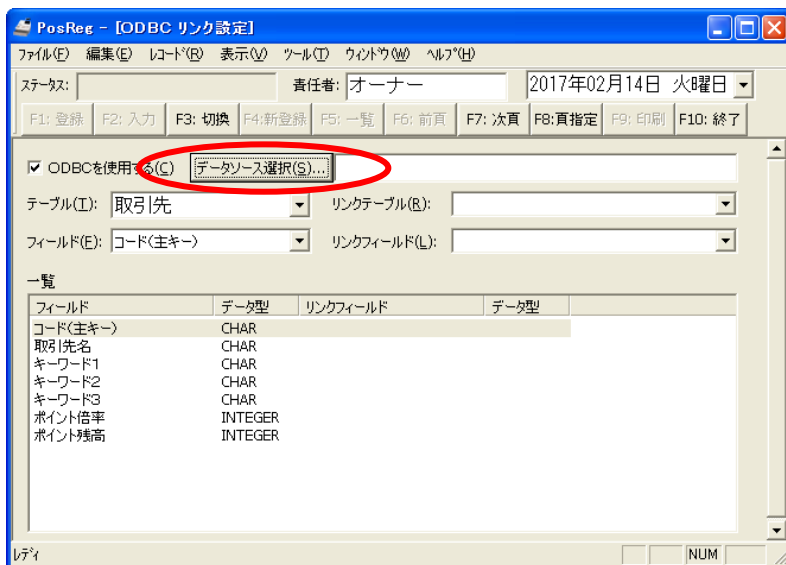 PosReg - [ODBC リンク設定]
ファイル(F) 編集(E) レコード(R) 表示(V) ツール(T) ウィンドウ(W) ヘルプ(H)
ステータス: 責任者: オーナー 2017年02月14日 火曜日
F1: 登録 F2: 入力 F3: 切換 F4:新登録 F5: 一覧 F6: 前頁 F7: 次頁 F8:頁指定 F9: 印刷 F10: 終了
ODBCを使用する(C) データソース選択(S)...
テーブル(T): 取引先 リンクテーブル(R):
フィールド(F): コード(主キー) リンクフィールド(L):
一覧
フィールド データ型 リンクフィールド データ型
コード(主キー) CHAR
取引先名 CHAR
キーワード1 CHAR
キーワード2 CHAR
キーワード3 CHAR
ポイント倍率 INTEGER
ポイント残高 INTEGER
レディ NUM